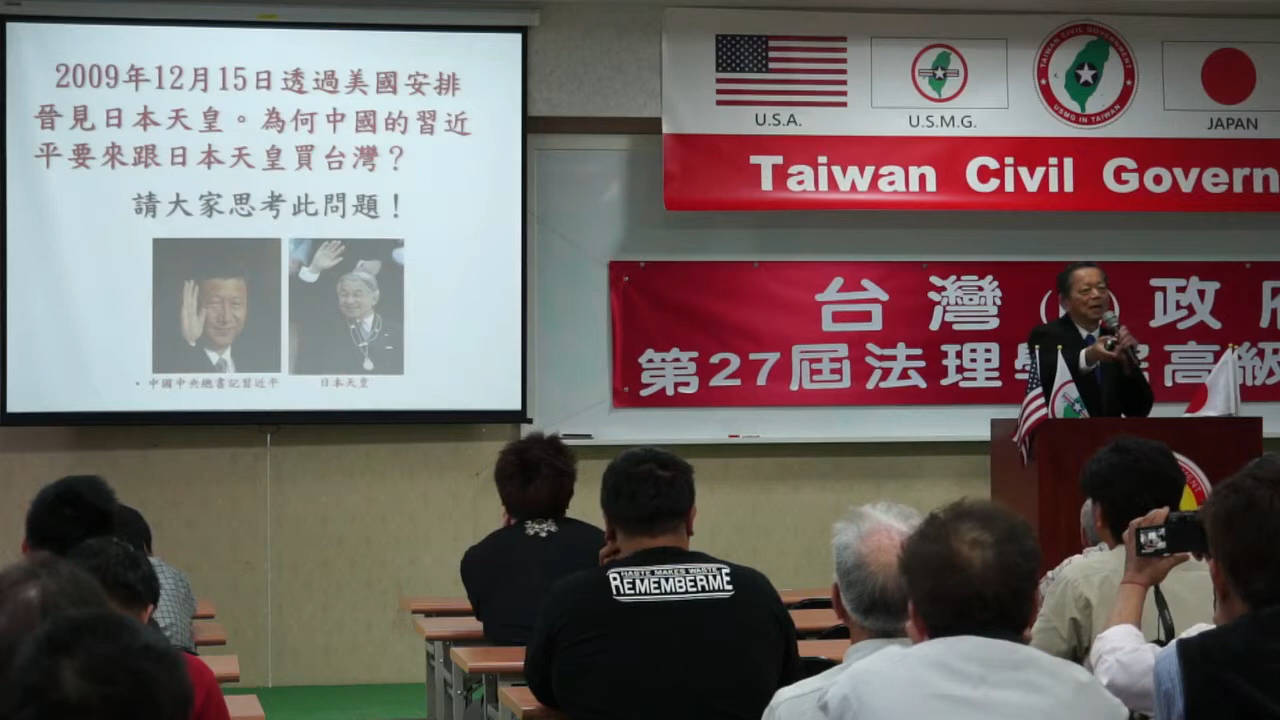 2009年12月15日透過美國安排
晉見日本天皇。為何中國的習近
平要來跟日本天皇買台灣？
請大家思考此問題！
• 中國中央總書記習近平
日本天皇
U.S.A.
U.S.M.G.
TAIWAN CIVIL GOVERNMENT
USMG IN TAIWAN
JAPAN
Taiwan Civil Govern
台灣 政府
第27屆法理學 高級
HASTE MAKES WASTE
REMEMBERME